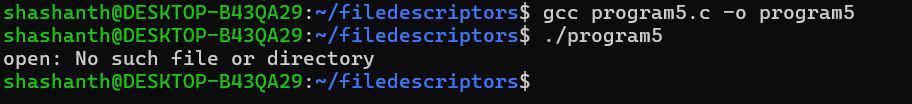 shashanth@DESKTOP-B43QA29:~/filedescriptors$ gcc program5.c -o program5
shashanth@DESKTOP-B43QA29:~/filedescriptors$ ./program5
open: No such file or directory
shashanth@DESKTOP-B43QA29:~/filedescriptors$